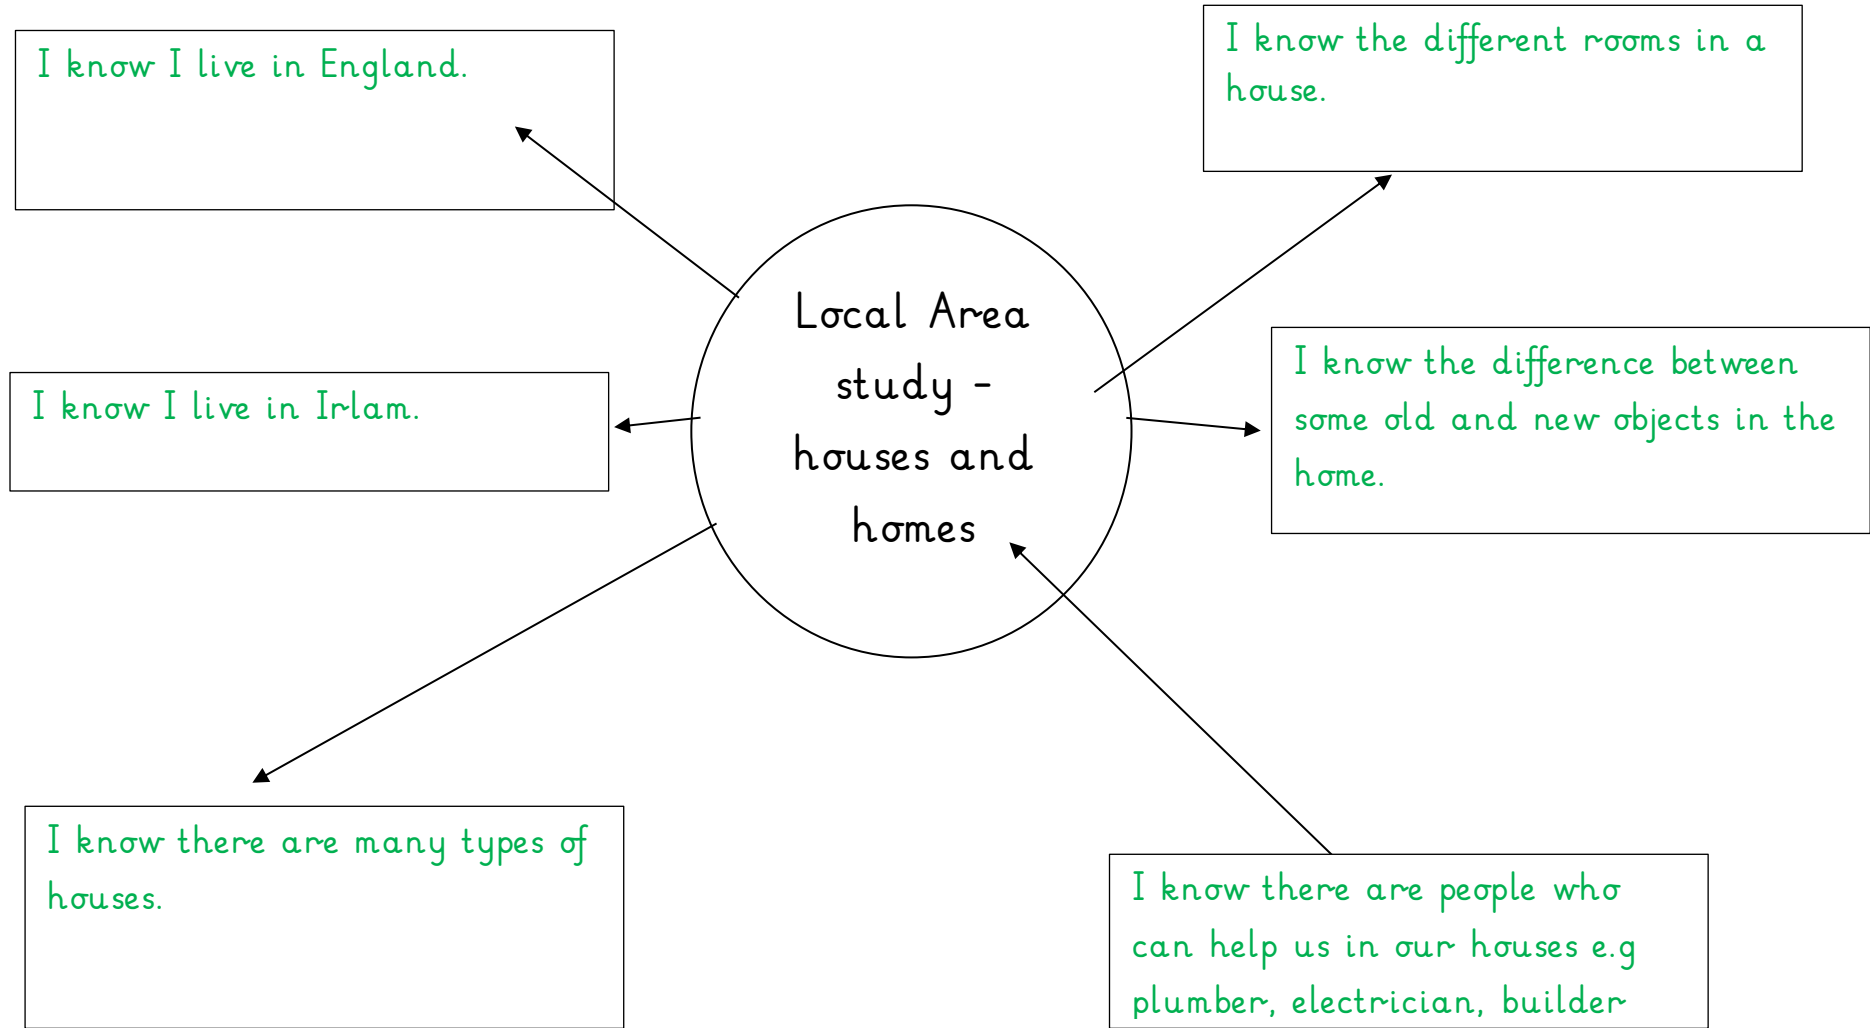 I know I live in England.
I know the different rooms in a
house.
Local Area
study -
houses and
homes
I know I live in Irlam.
I know the difference between
some old and new objects in the
home.
I know there are many types of
houses.
I know there are people who
can help us in our houses e.g
plumber, electrician, builder